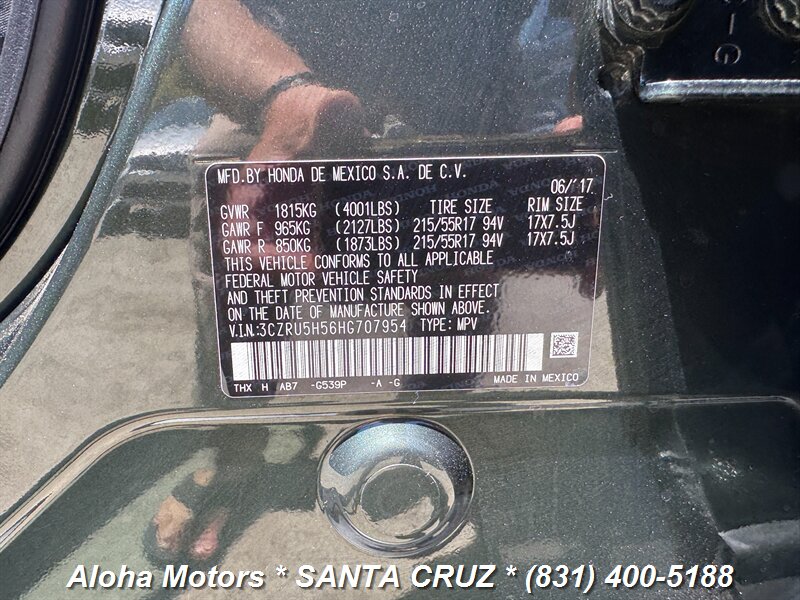 MFD.BY HONDA DE MEXICO S.A. DE C.V.
06/'17
GVWR 1815KG (4001LBS) TIRE SIZE RIM SIZE
GAWR F 965KG (2127LBS) 215/55R17 94V 17X7.5J
GAWR R 850KG (1873LBS) 215/55R17 94V 17X7.5J
THIS VEHICLE CONFORMS TO ALL APPLICABLE
FEDERAL MOTOR VEHICLE SAFETY
AND THEFT PREVENTION STANDARDS IN EFFECT
ON THE DATE OF MANUFACTURE SHOWN ABOVE.
V.I.N:3CZRU5H56HG707954 TYPE: MPV
THX H AB7 -G539P -A -G MADE IN MEXICO
Aloha Motors * SANTA CRUZ * (831) 400-5188